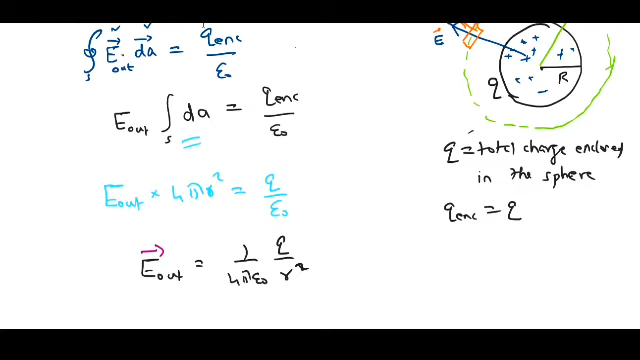 ∮ₛ E⃗out · da⃗ = qenc/ε₀
Eout ∫ₛ da = qenc/ε₀
Eout × 4πr² = q/ε₀
E⃗out = 1/4πε₀ q/r²
E⃗
q
R
q = total charge enclosed
in the sphere
qenc = q